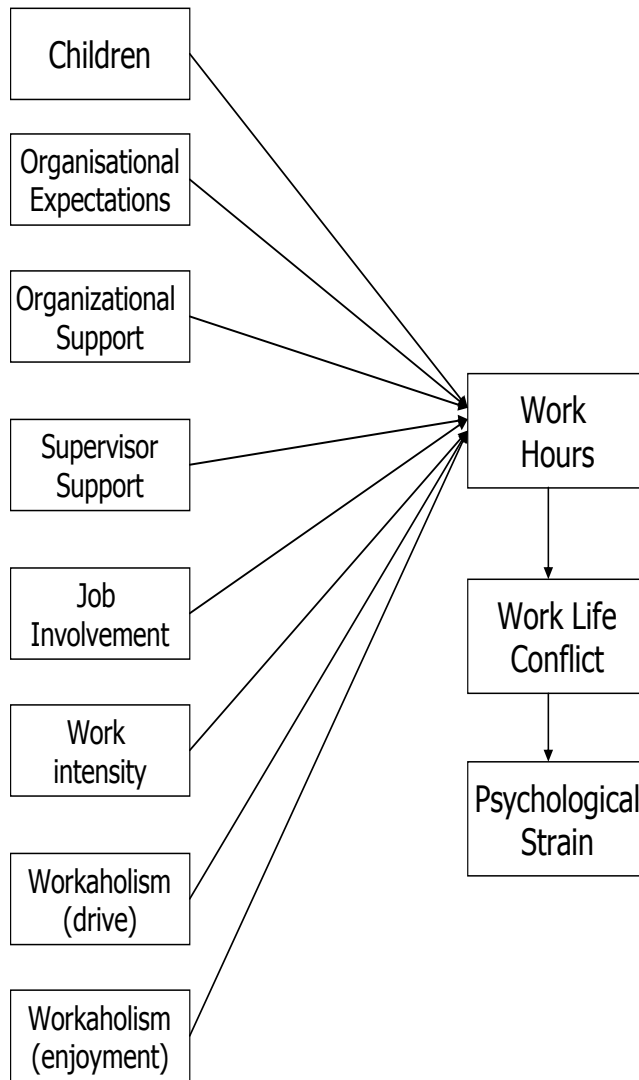 Children
Organisational
Expectations
Organizational
Support
Supervisor
Support
Job
Involvement
Work
intensity
Workaholism
(drive)
Workaholism
(enjoyment)
Work
Hours
Work Life
Conflict
Psychological
Strain